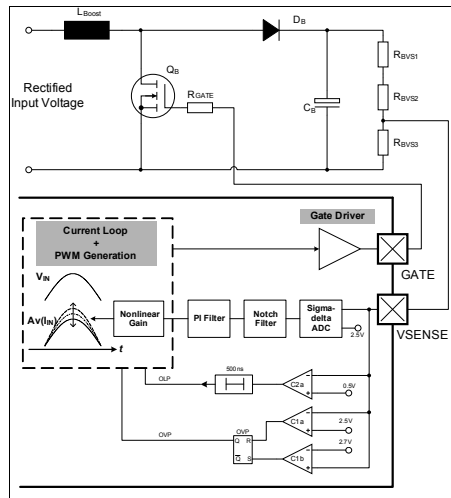 LBoost
DB
QB
RGATE
CB
RBVS1
RBVS2
RBVS3
Rectified
Input Voltage
Current Loop
+
PWM Generation
Gate Driver
GATE
VIN
Av(IIN)
t
Nonlinear
Gain
PI Filter
Notch
Filter
Sigma-
delta
ADC
2.5V
VSENSE
OLP
500ns
C2a
0.5V
OVP
OVP
Q R
Q S
C1a
2.5V
C1b
2.7V